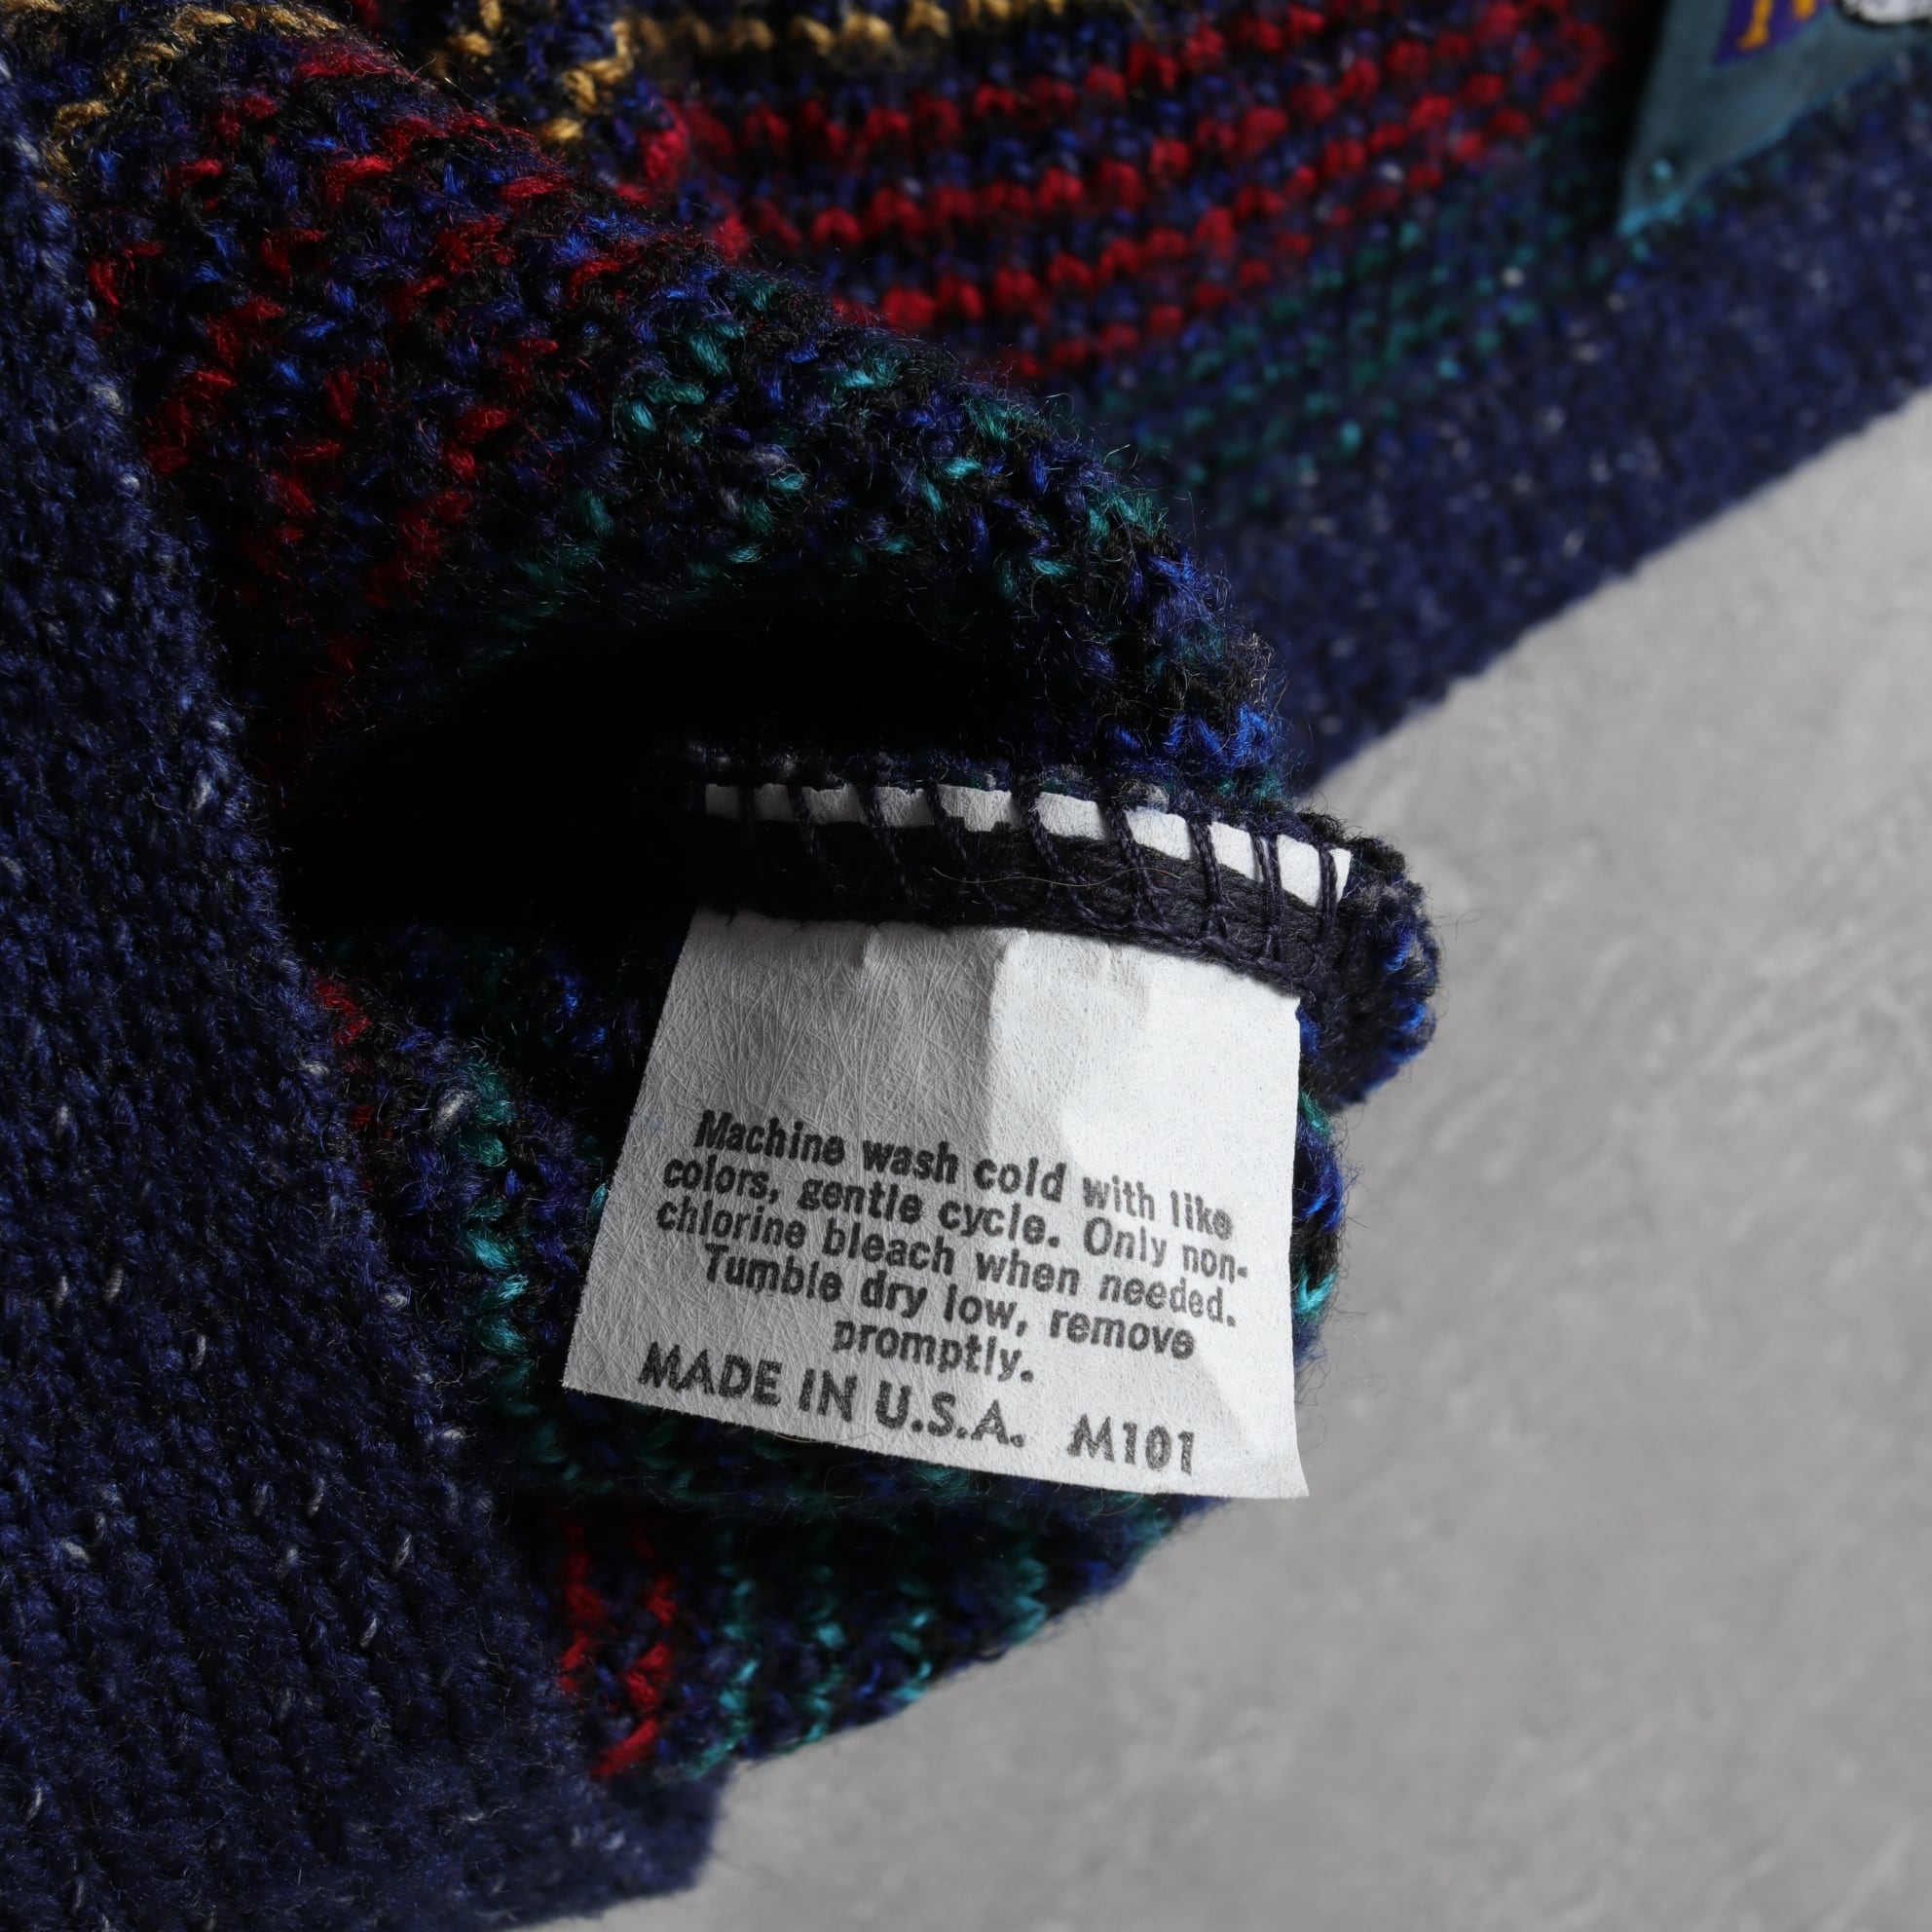 Machine wash cold with like
colors, gentle cycle. Only non-
chlorine bleach when needed.
Tumble dry low, remove
promptly.
MADE IN U.S.A. M101